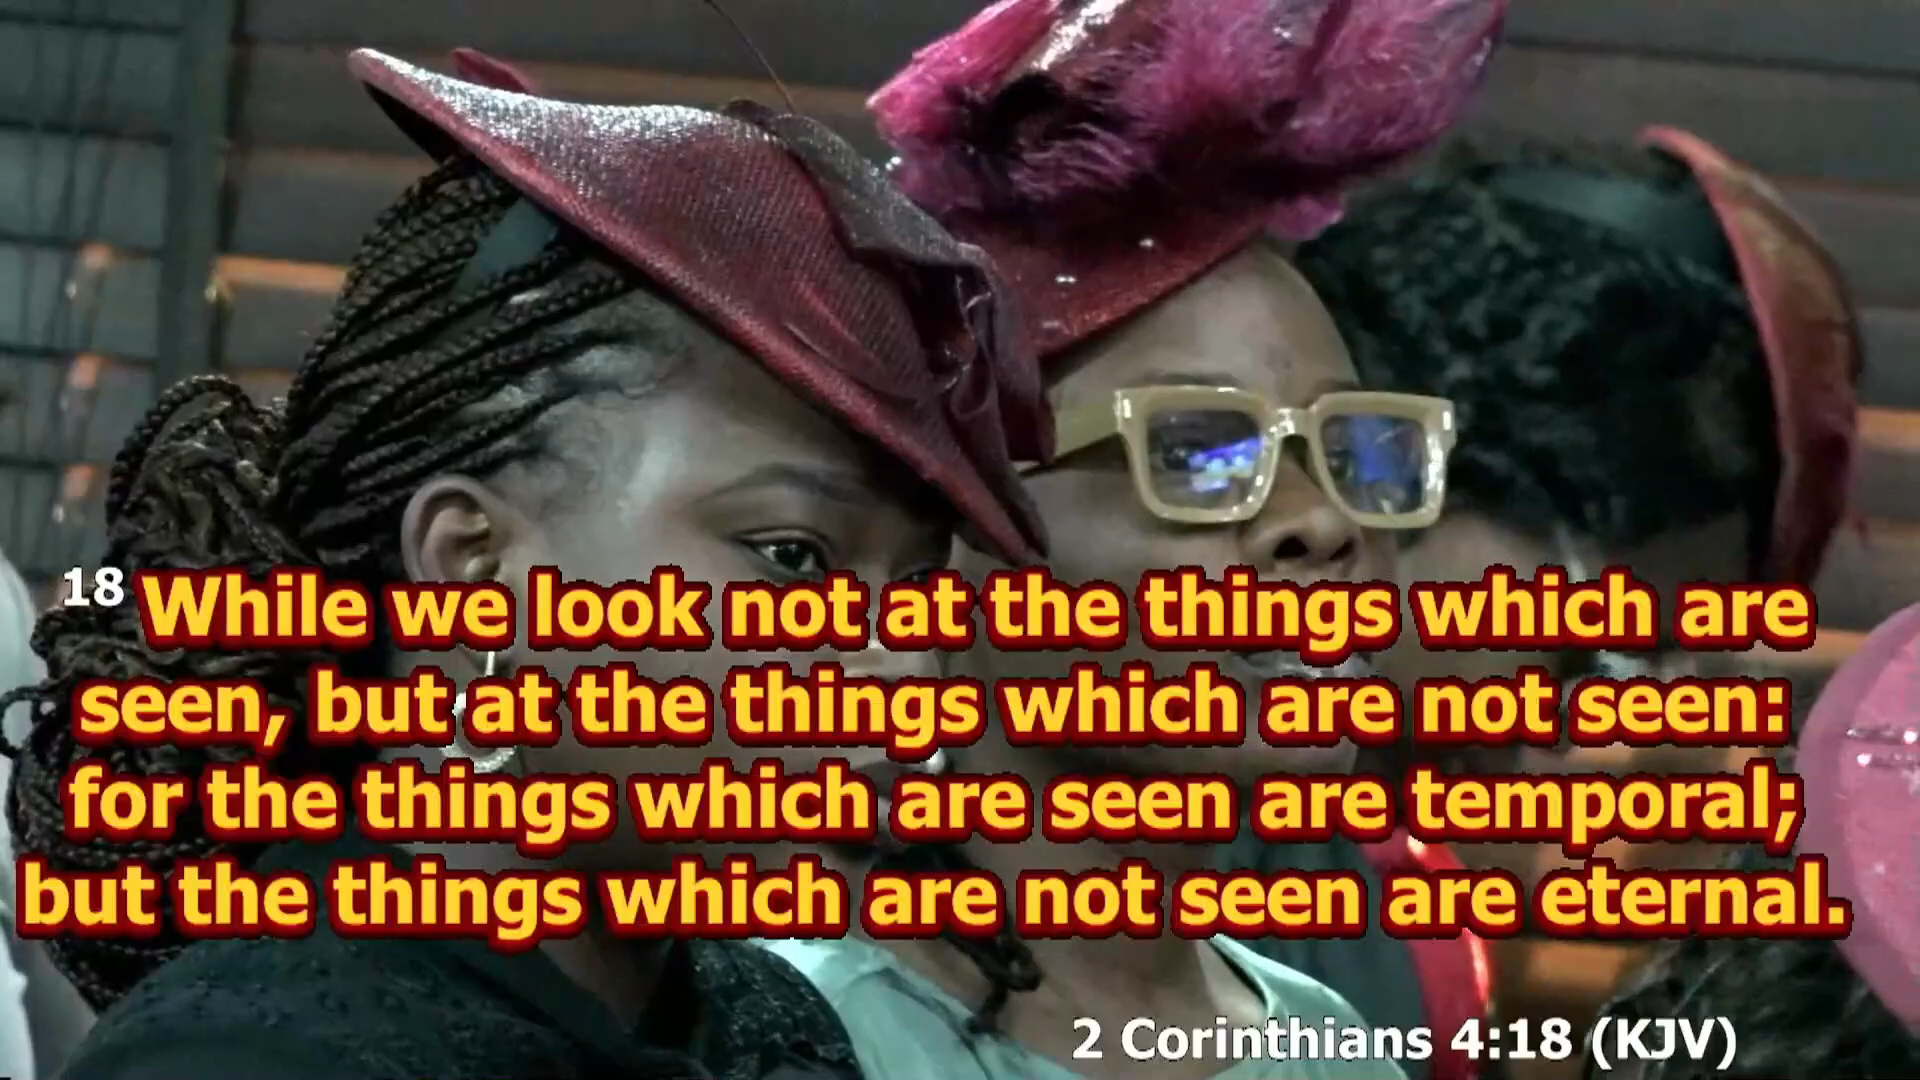 18 While we look not at the things which are
seen, but at the things which are not seen:
for the things which are seen are temporal;
but the things which are not seen are eternal.
2 Corinthians 4:18 (KJV)